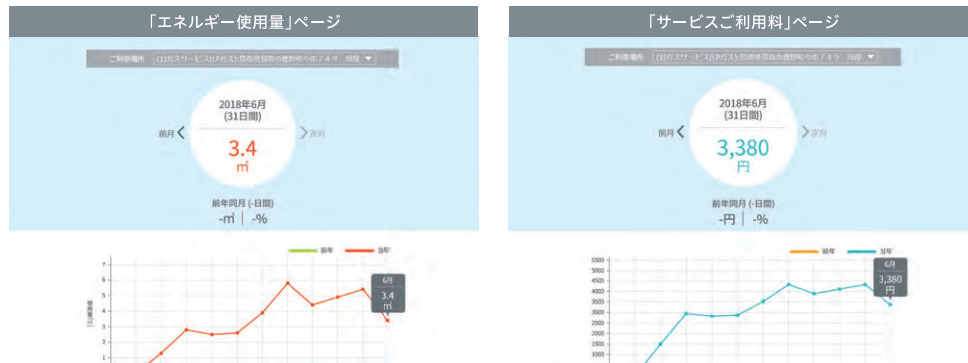 「エネルギー使用量」ページ
ご利用場所
前月
2018年6月
(31日間)
3.4
㎥
次月
前年同月 (-日間)
-㎥ | -%
前年
当年
7
6
5
4
3
2
1
6月
3.4
㎥
「サービスご利用料」ページ
ご利用場所
前月
2018年6月
(31日間)
3,380
円
次月
前年同月 (-日間)
-円 | -%
前年
当年
5500
5000
4500
4000
3500
3000
2500
2000
1500
1000
6月
3,380
円